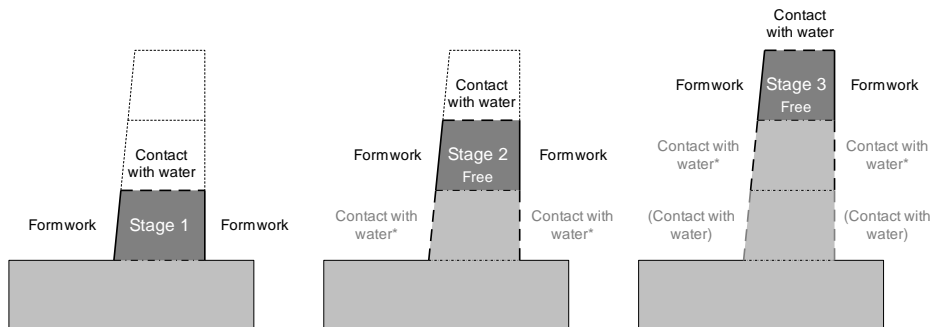 Contact
with water
Formwork
Stage 1
Formwork
Contact
with water
Formwork
Stage 2
Free
Formwork
Contact with
water*
Contact with
water*
Contact
with water
Formwork
Stage 3
Free
Formwork
Contact with
water*
Contact with
water*
(Contact with
water)
(Contact with
water)